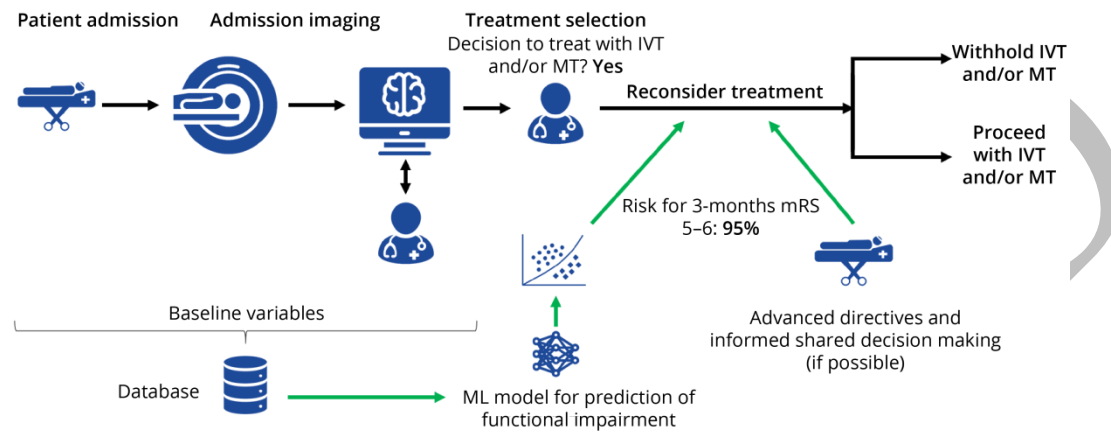 Patient admission
Admission imaging
Treatment selection
Decision to treat with IVT
and/or MT? Yes
Reconsider treatment
Withhold IVT
and/or MT
Proceed
with IVT
and/or MT
Risk for 3-months mRS
5–6: 95%
Baseline variables
Advanced directives and
informed shared decision making
(if possible)
Database
ML model for prediction of
functional impairment